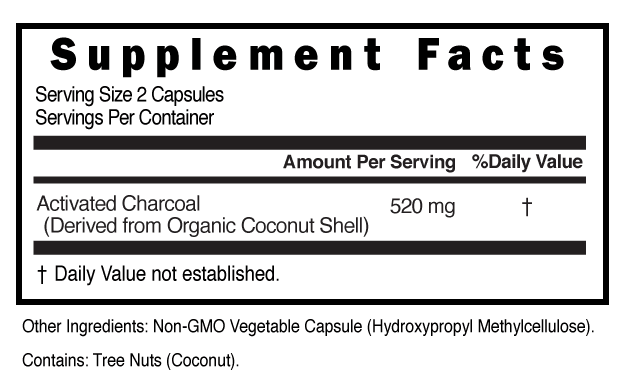 Supplement Facts
Serving Size 2 Capsules
Servings Per Container
Amount Per Serving %Daily Value
Activated Charcoal 520 mg †
(Derived from Organic Coconut Shell)
† Daily Value not established.
Other Ingredients: Non-GMO Vegetable Capsule (Hydroxypropyl Methylcellulose).
Contains: Tree Nuts (Coconut).